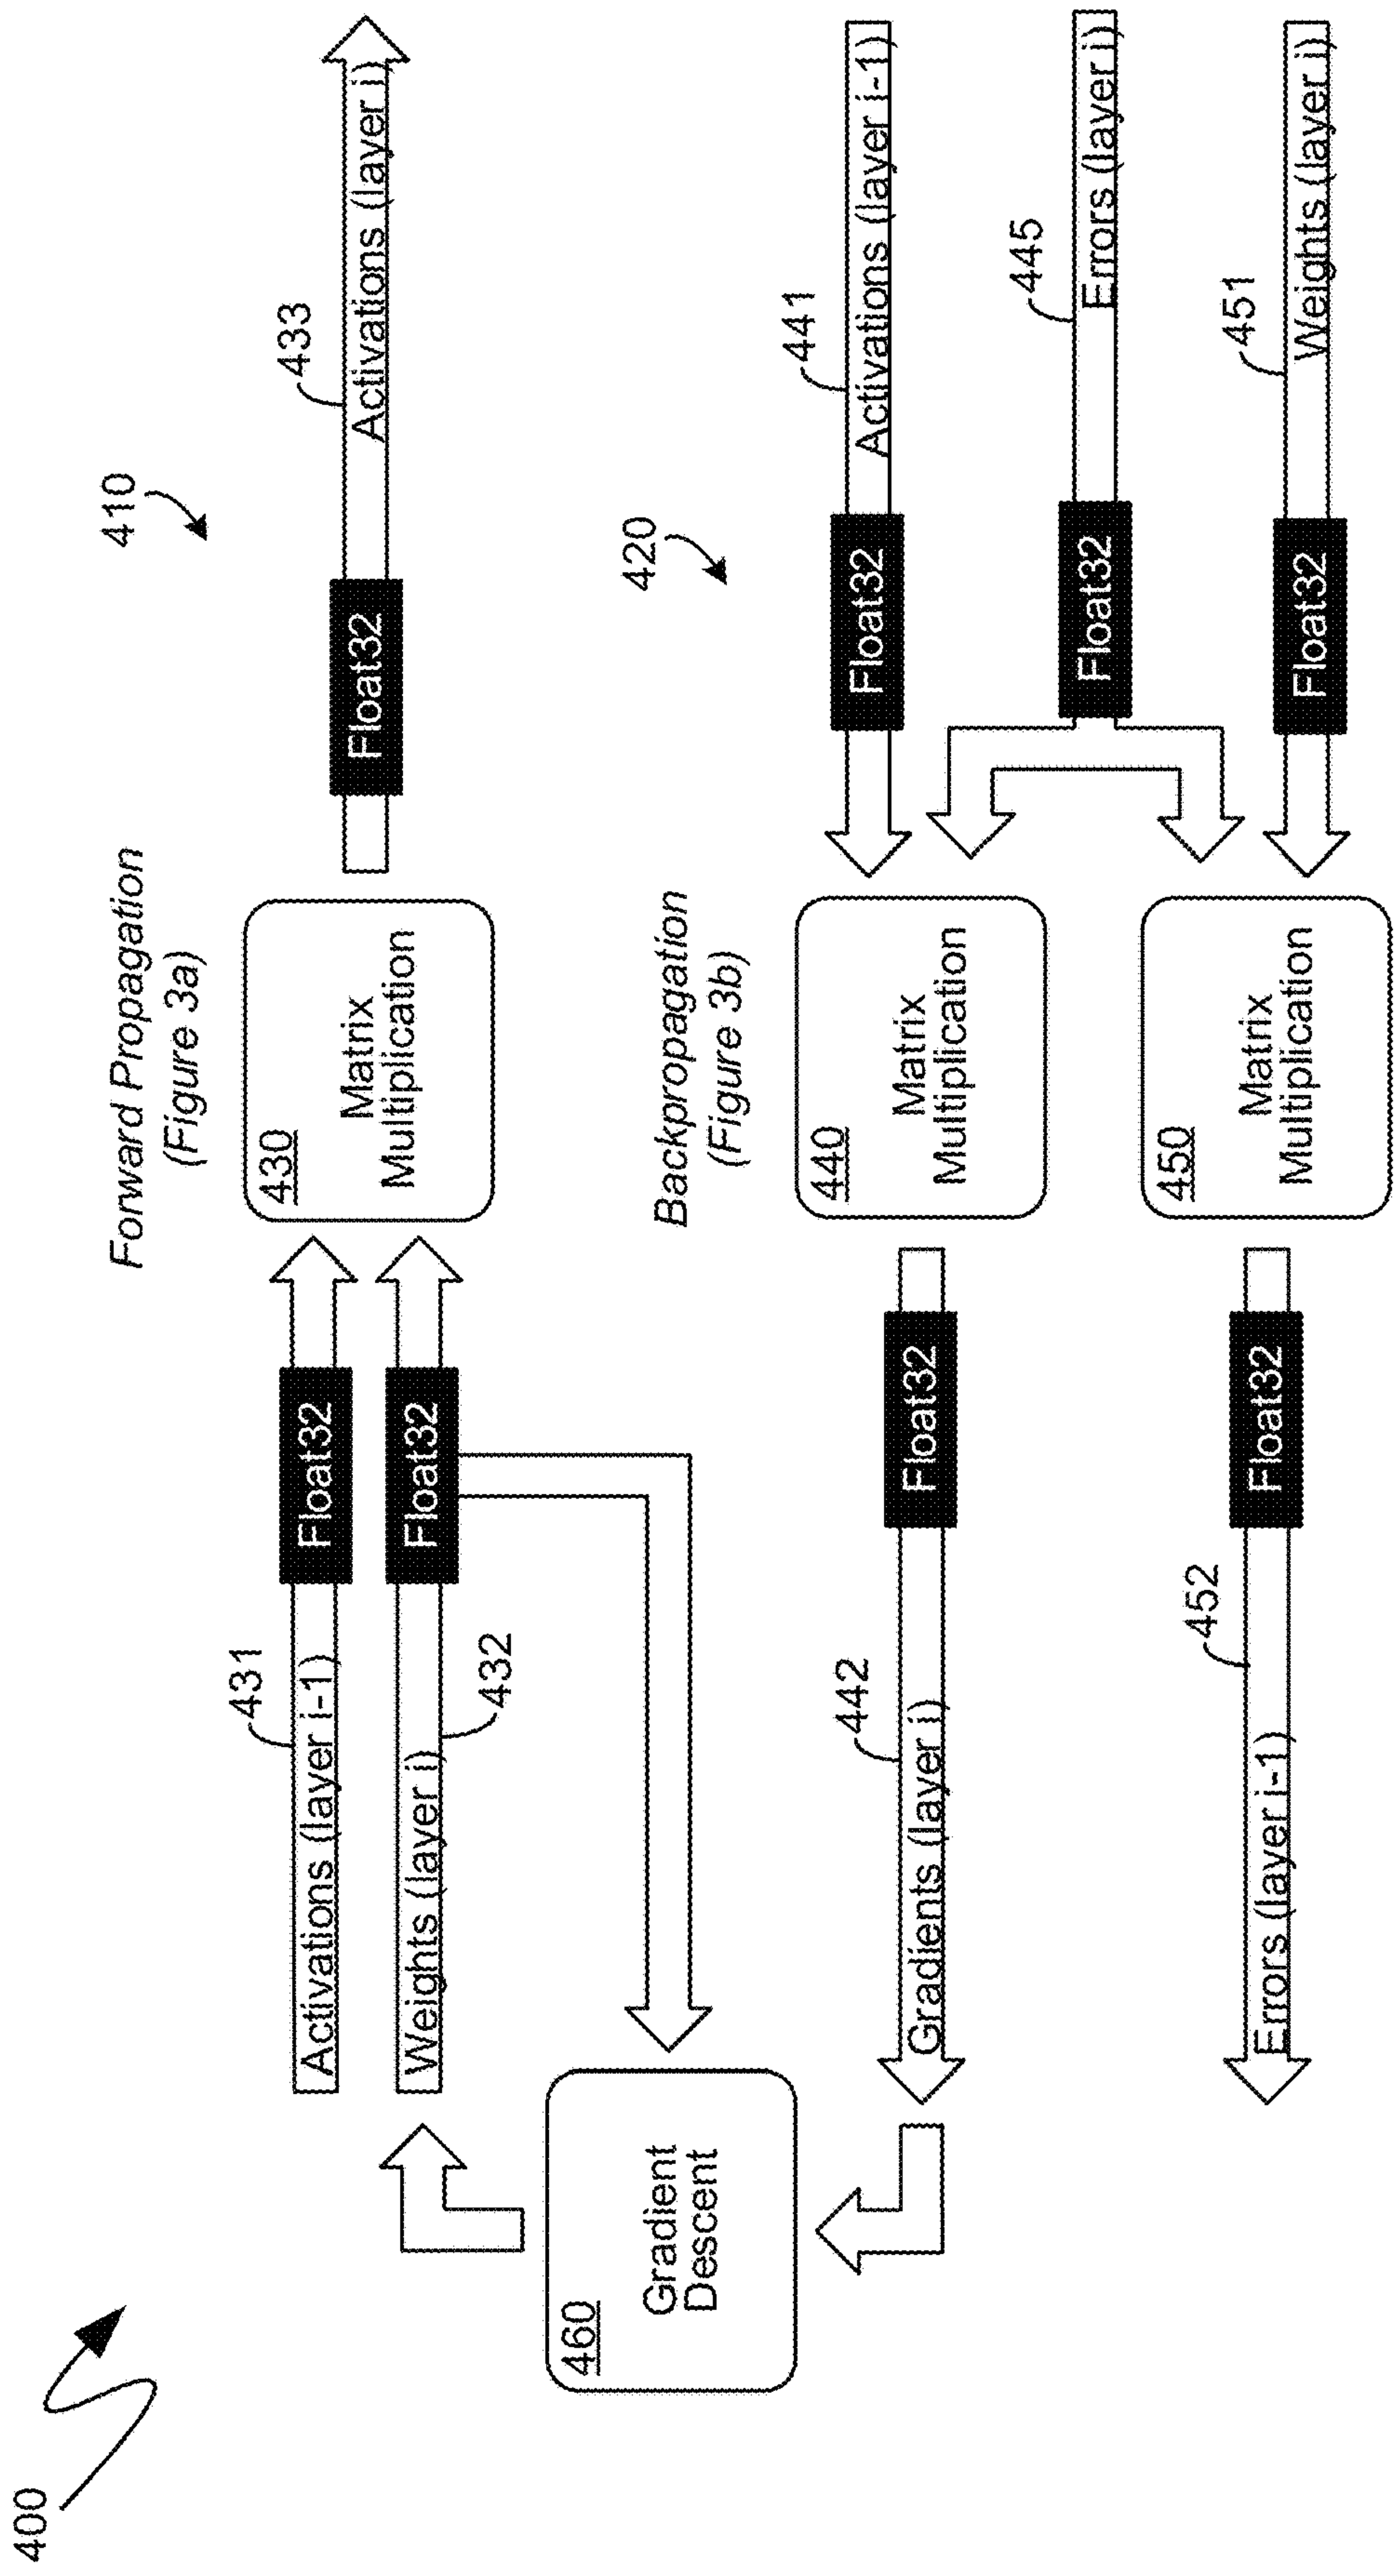 400
410
Forward Propagation
(Figure 3a)
431
Activations (layer i-1)
Float32
Weights (layer i)
Float32
432
430
Matrix
Multiplication
433
Float32
Activations (layer i)
460
Gradient
Descent
420
Backpropagation
(Figure 3b)
442
Gradients (layer i)
Float32
440
Matrix
Multiplication
441
Float32
Activations (layer i-1)
445
Float32
Errors (layer i)
452
Errors (layer i-1)
Float32
450
Matrix
Multiplication
451
Float32
Weights (layer i)